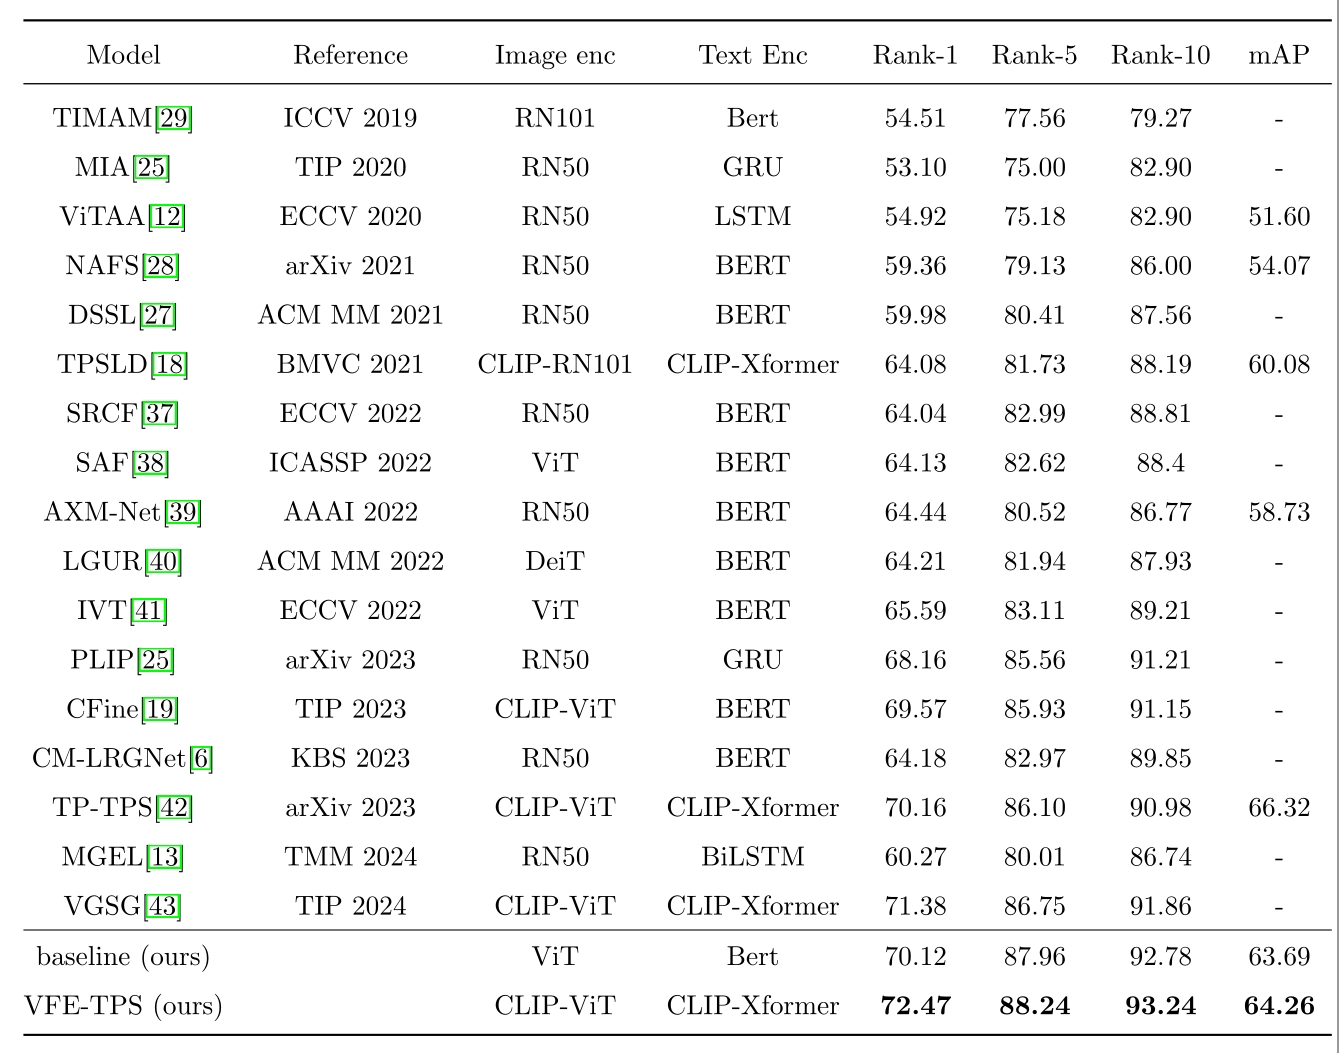 Model Reference Image enc Text Enc Rank-1 Rank-5 Rank-10 mAP
TIMAM[29] ICCV 2019 RN101 Bert 54.51 77.56 79.27 -
MIA[25] TIP 2020 RN50 GRU 53.10 75.00 82.90 -
ViTAA[12] ECCV 2020 RN50 LSTM 54.92 75.18 82.90 51.60
NAFS[28] arXiv 2021 RN50 BERT 59.36 79.13 86.00 54.07
DSSL[27] ACM MM 2021 RN50 BERT 59.98 80.41 87.56 -
TPSLD[18] BMVC 2021 CLIP-RN101 CLIP-Xformer 64.08 81.73 88.19 60.08
SRCF[37] ECCV 2022 RN50 BERT 64.04 82.99 88.81 -
SAF[38] ICASSP 2022 ViT BERT 64.13 82.62 88.4 -
AXM-Net[39] AAAI 2022 RN50 BERT 64.44 80.52 86.77 58.73
LGUR[40] ACM MM 2022 DeiT BERT 64.21 81.94 87.93 -
IVT[41] ECCV 2022 ViT BERT 65.59 83.11 89.21 -
PLIP[25] arXiv 2023 RN50 GRU 68.16 85.56 91.21 -
CFine[19] TIP 2023 CLIP-ViT BERT 69.57 85.93 91.15 -
CM-LRGNet[6] KBS 2023 RN50 BERT 64.18 82.97 89.85 -
TP-TPS[42] arXiv 2023 CLIP-ViT CLIP-Xformer 70.16 86.10 90.98 66.32
MGEL[13] TMM 2024 RN50 BiLSTM 60.27 80.01 86.74 -
VGSG[43] TIP 2024 CLIP-ViT CLIP-Xformer 71.38 86.75 91.86 -
baseline (ours) ViT Bert 70.12 87.96 92.78 63.69
VFE-TPS (ours) CLIP-ViT CLIP-Xformer 72.47 88.24 93.24 64.26